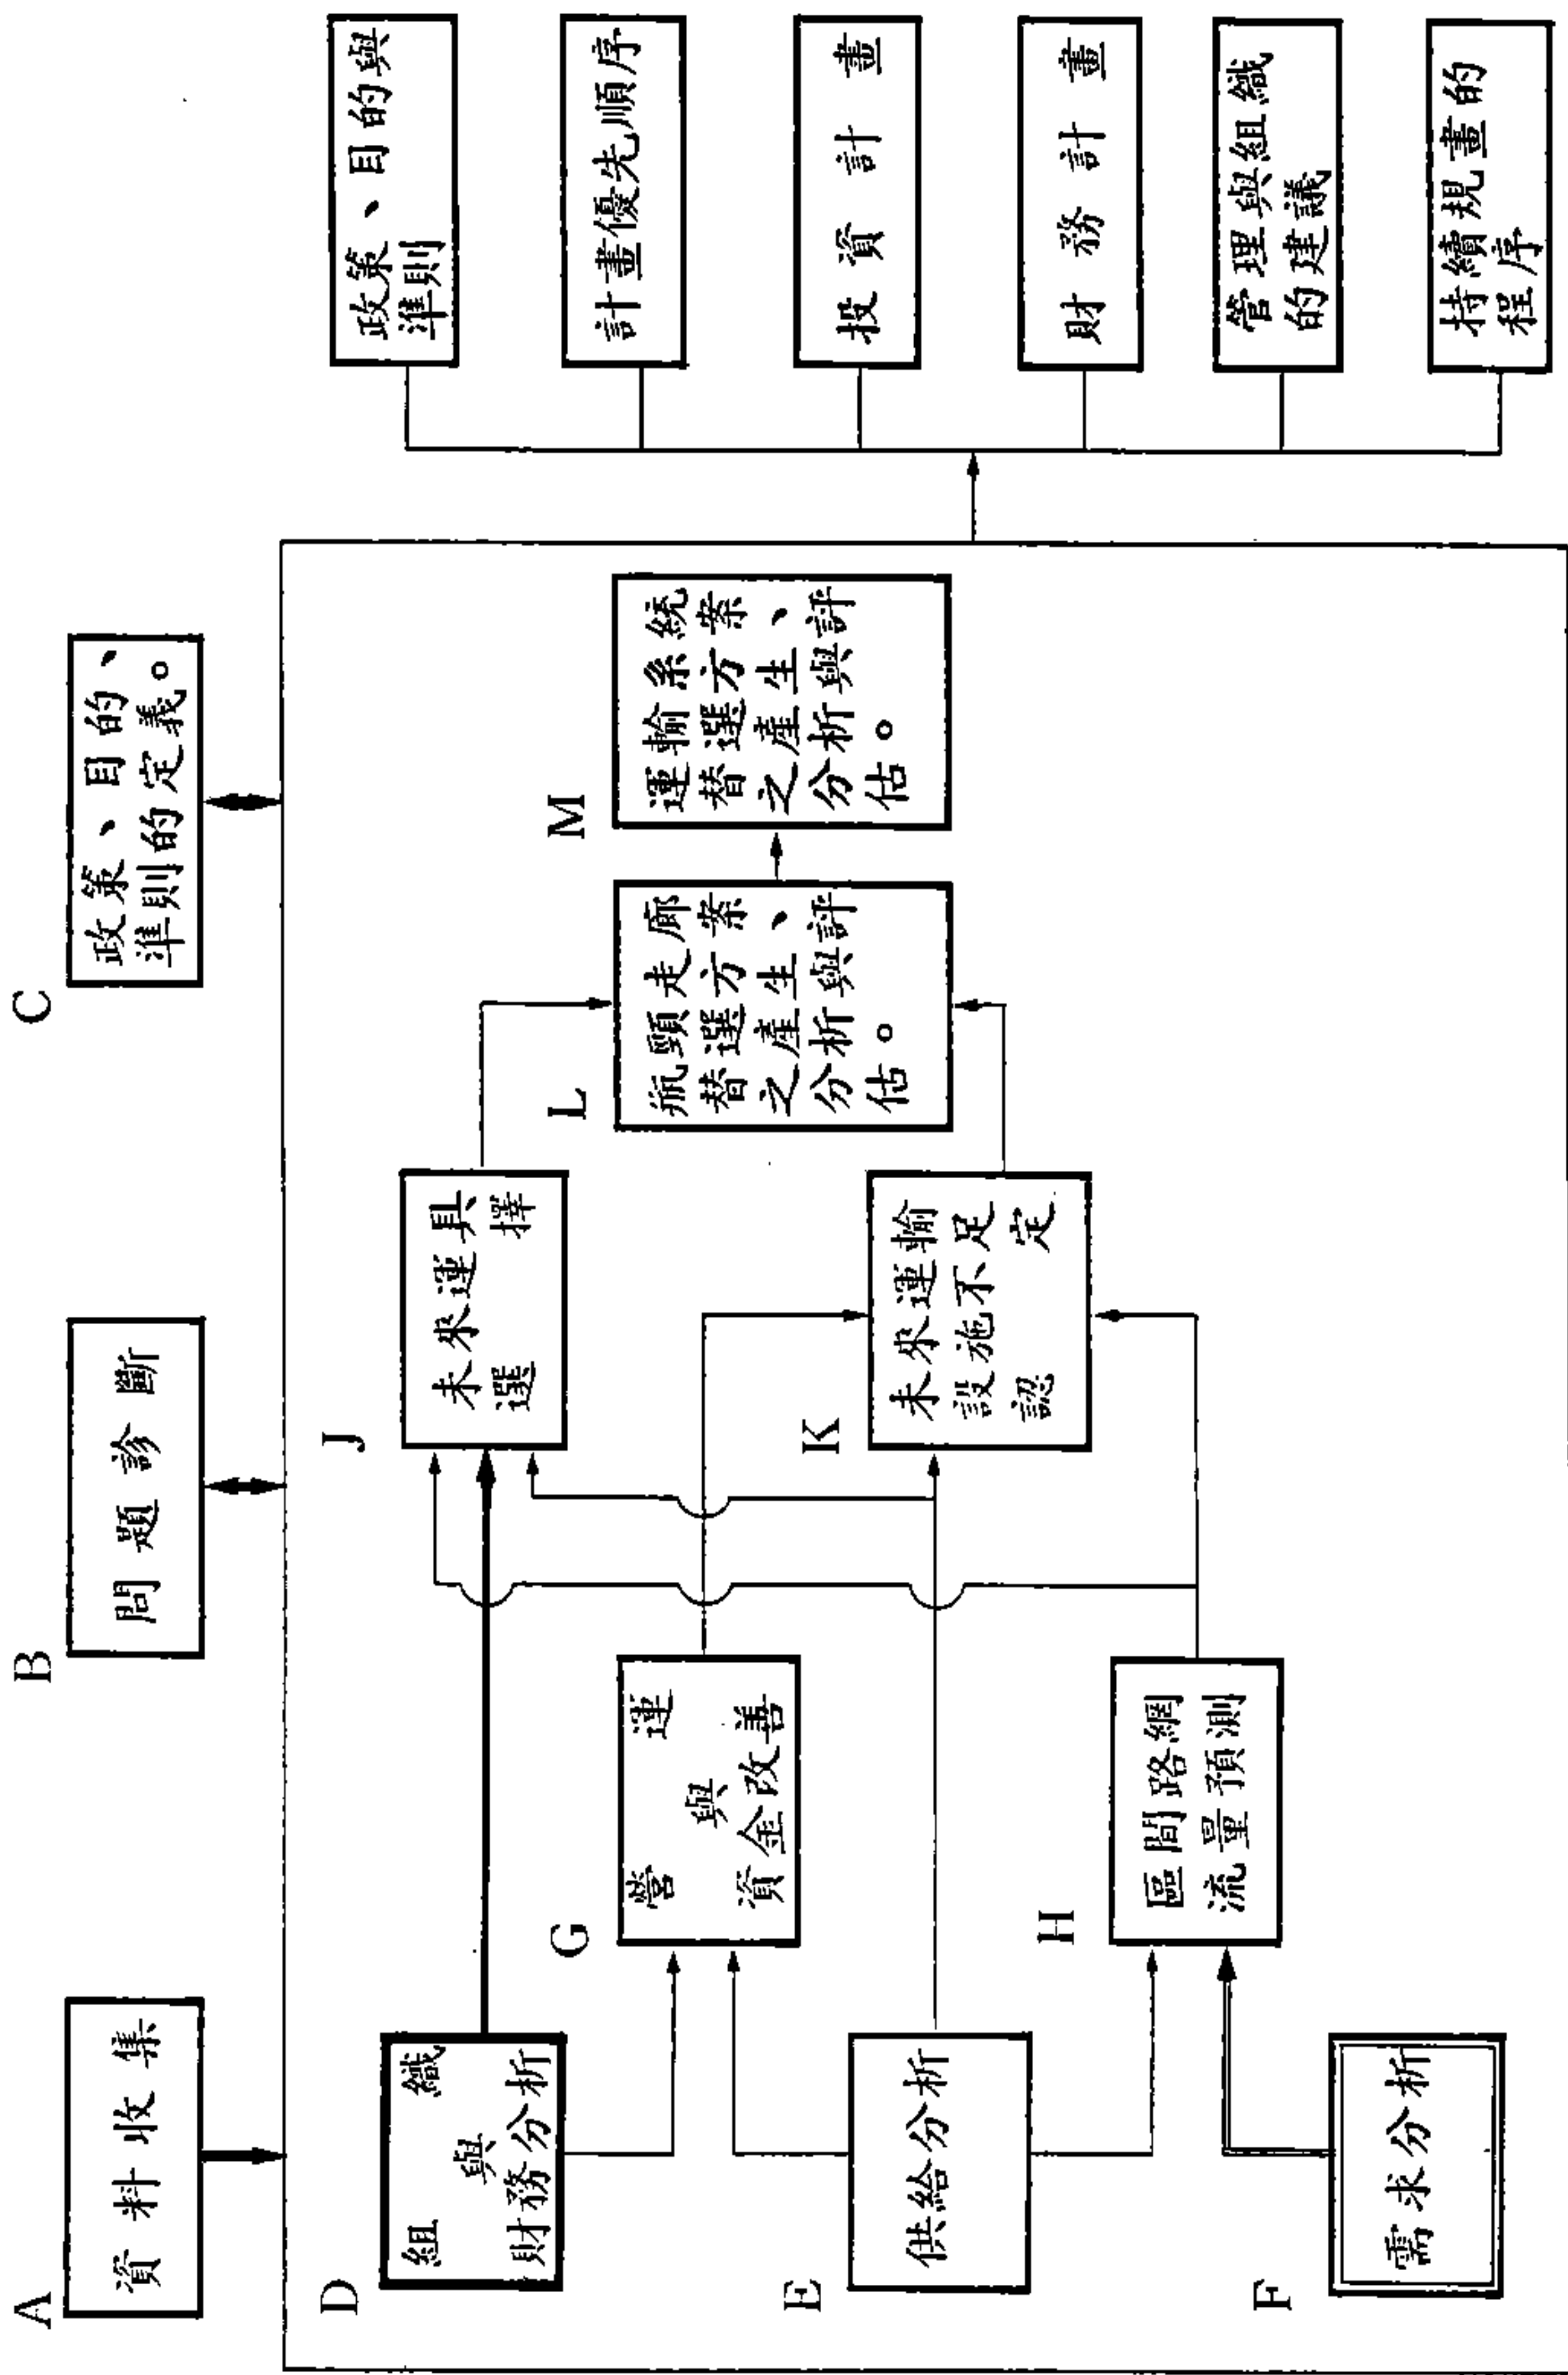 A
資料收集
B
問題診斷
C
政策、目的、
準則的定義。
D
組織
與
財務分析
E
供給分析
F
需求分析
G
營運
與
資金改善
H
區間路網
流量預測
J
未來運具
選擇
K
未來運輸
設施不足
認定
L
瓶頸走廊
替選方案
之產生、
分析與評
估。
M
運輸系統
替選方案
之產生、
分析與評
估。
政策、目的與
準則
計畫優先順序
投資計畫
財務計畫
管理與組織
的建議
持續規畫的
程序